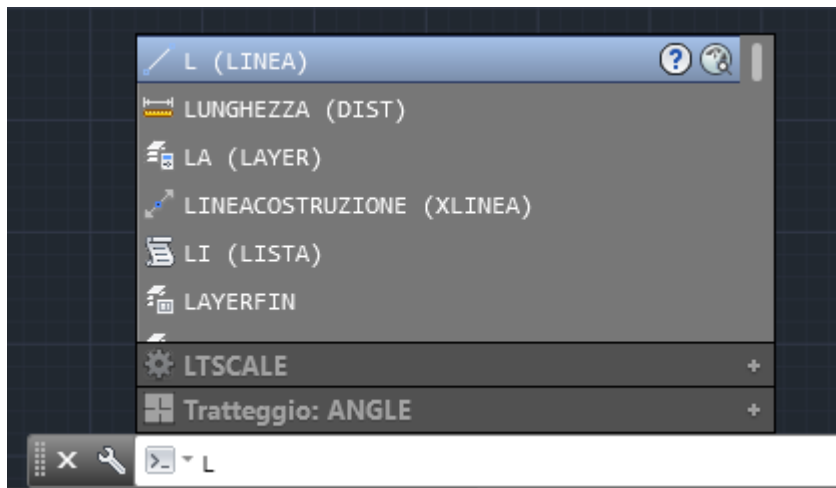 L (LINEA)
LUNGHEZZA (DIST)
LA (LAYER)
LINEACOSTRUZIONE (XLINEA)
LI (LISTA)
LAYERFIN
LTSCALE
Tratteggio: ANGLE
L